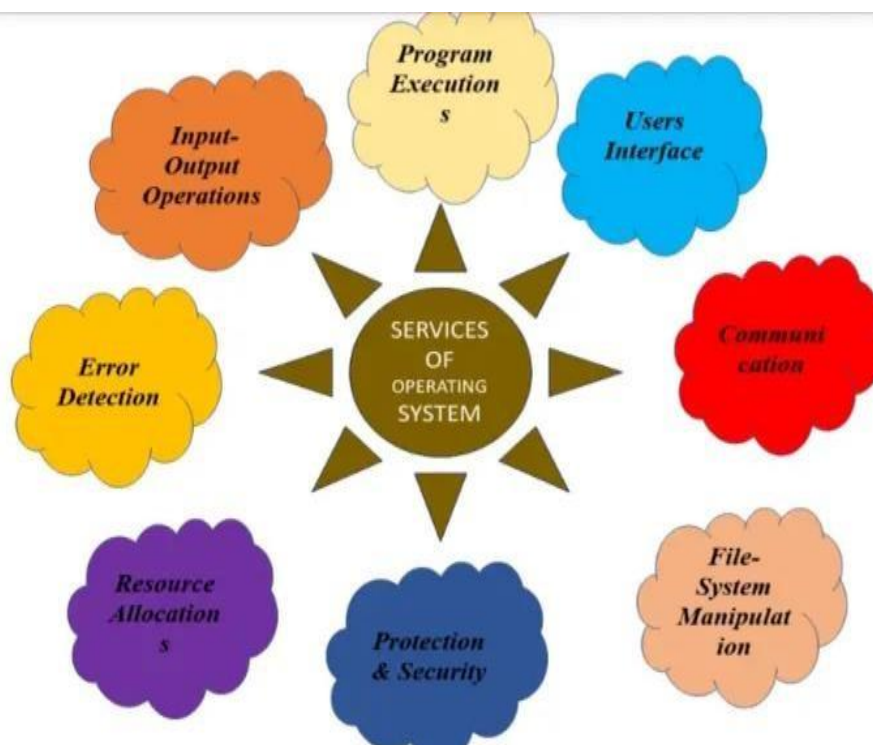 Program
Execution
s
Users
Interface
Input-
Output
Operations
SERVICES
OF
OPERATING
SYSTEM
Communi
cation
Error
Detection
File-
System
Manipulat
ion
Resource
Allocation
s
Protection
& Security